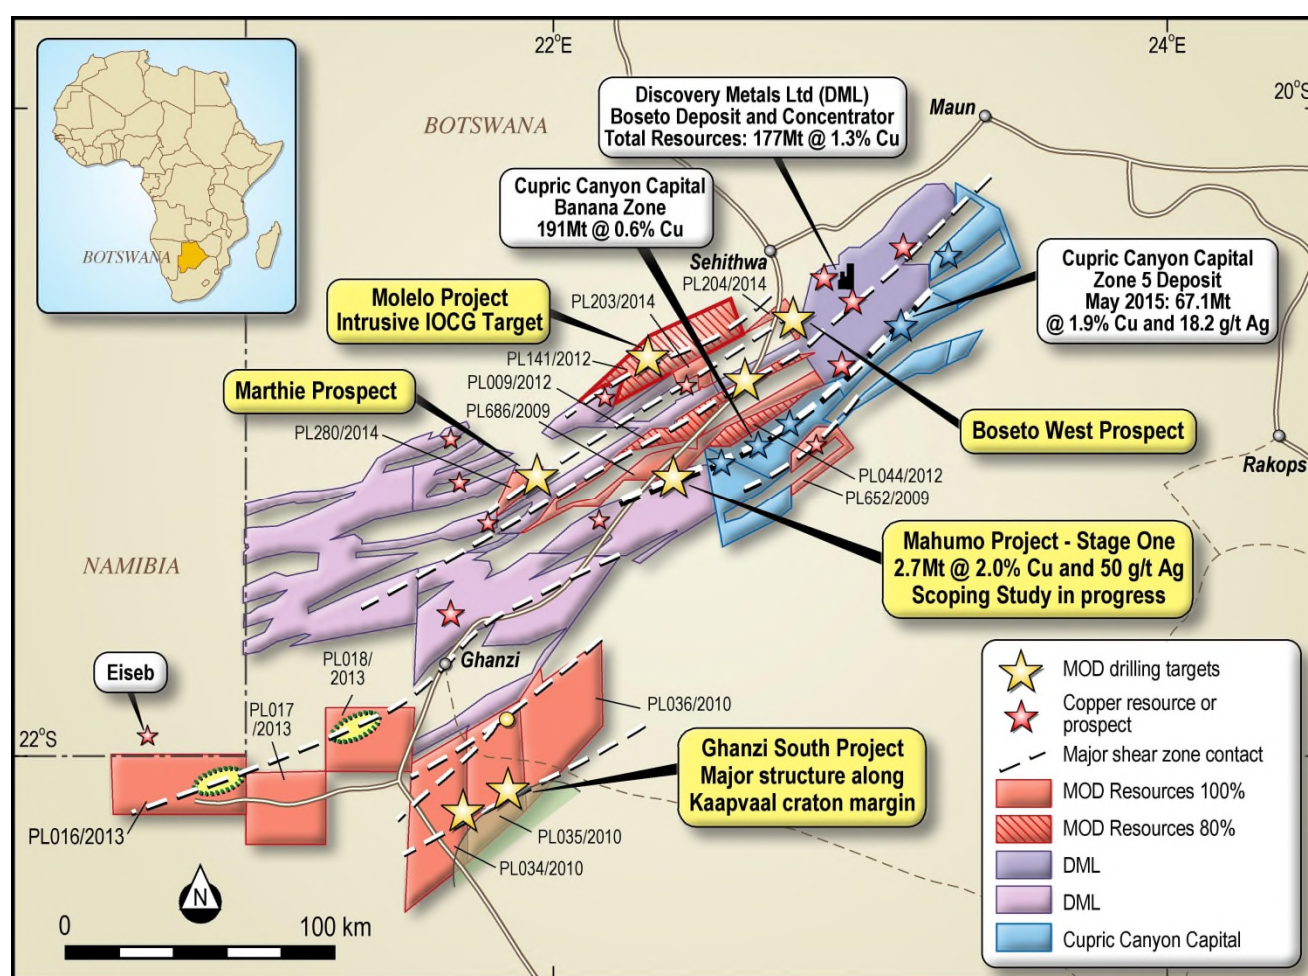 22°E
24°E
20°S
BOTSWANA
Maun
Discovery Metals Ltd (DML)
Boseto Deposit and Concentrator
Total Resources: 177Mt @ 1.3% Cu
Cupric Canyon Capital
Banana Zone
191Mt @ 0.6% Cu
BOTSWANA
Sehithwa
PL204/2014
Cupric Canyon Capital
Zone 5 Deposit
May 2015: 67.1Mt
@ 1.9% Cu and 18.2 g/t Ag
Molelo Project
Intrusive IOCG Target
PL203/2014
PL141/2012
PL009/2012
PL686/2009
Marthie Prospect
PL280/2014
Boseto West Prospect
Rakops
PL044/2012
PL652/2009
Mahumo Project - Stage One
2.7Mt @ 2.0% Cu and 50 g/t Ag
Scoping Study in progress
NAMIBIA
Eiseb
PL018/
2013
Ghanzi
PL017
/2013
22°S
PL036/2010
Ghanzi South Project
Major structure along
Kaapvaal craton margin
PL016/2013
PL035/2010
PL034/2010
N
0
100 km
MOD drilling targets
Copper resource or
prospect
Major shear zone contact
MOD Resources 100%
MOD Resources 80%
DML
DML
Cupric Canyon Capital